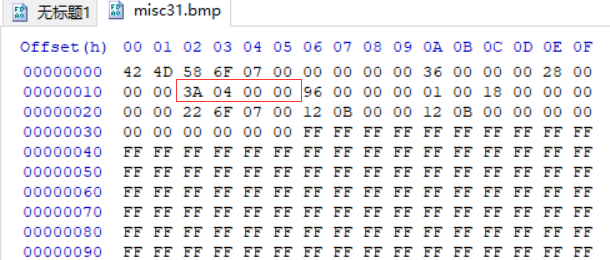 无标题1 misc31.bmp
Offset(h) 00 01 02 03 04 05 06 07 08 09 0A 0B 0C 0D 0E 0F
00000000 42 4D 58 6F 07 00 00 00 00 00 36 00 00 00 28 00
00000010 00 00 3A 04 00 00 96 00 00 00 01 00 18 00 00 00
00000020 00 00 22 6F 07 00 12 0B 00 00 12 0B 00 00 00 00
00000030 00 00 00 00 00 00 FF FF FF FF FF FF FF FF FF FF
00000040 FF FF FF FF FF FF FF FF FF FF FF FF FF FF FF FF
00000050 FF FF FF FF FF FF FF FF FF FF FF FF FF FF FF FF
00000060 FF FF FF FF FF FF FF FF FF FF FF FF FF FF FF FF
00000070 FF FF FF FF FF FF FF FF FF FF FF FF FF FF FF FF
00000080 FF FF FF FF FF FF FF FF FF FF FF FF FF FF FF FF
00000090 FF FF FF FF FF FF FF FF FF FF FF FF FF FF FF FF